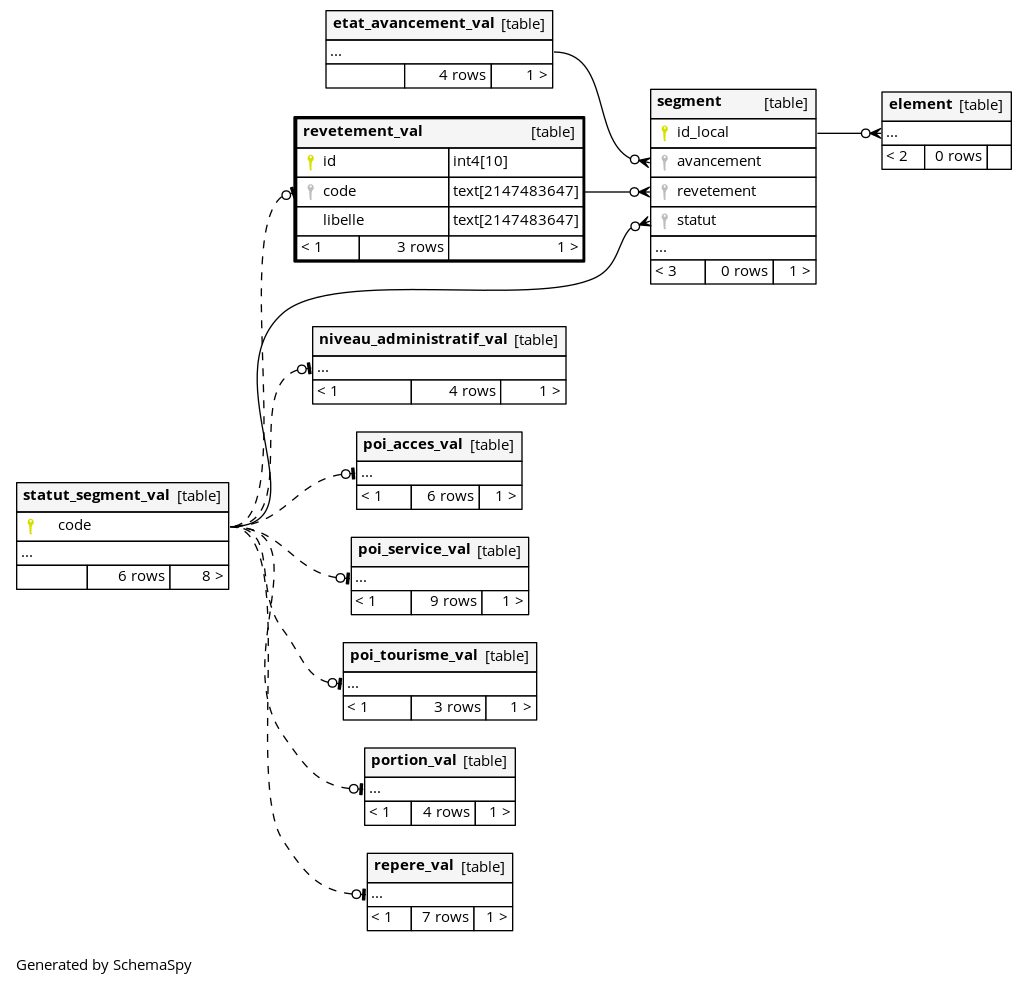 etat_avancement_val [table]
...
4 rows 1 >
revetement_val [table]
id int4[10]
code text[2147483647]
libelle text[2147483647]
< 1 3 rows 1 >
segment [table]
id_local
avancement
revetement
statut
...
< 3 0 rows 1 >
element [table]
...
< 2 0 rows
niveau_administratif_val [table]
...
< 1 4 rows 1 >
poi_acces_val [table]
...
< 1 6 rows 1 >
statut_segment_val [table]
code
...
6 rows 8 >
poi_service_val [table]
...
< 1 9 rows 1 >
poi_tourisme_val [table]
...
< 1 3 rows 1 >
portion_val [table]
...
< 1 4 rows 1 >
repere_val [table]
...
< 1 7 rows 1 >
Generated by SchemaSpy